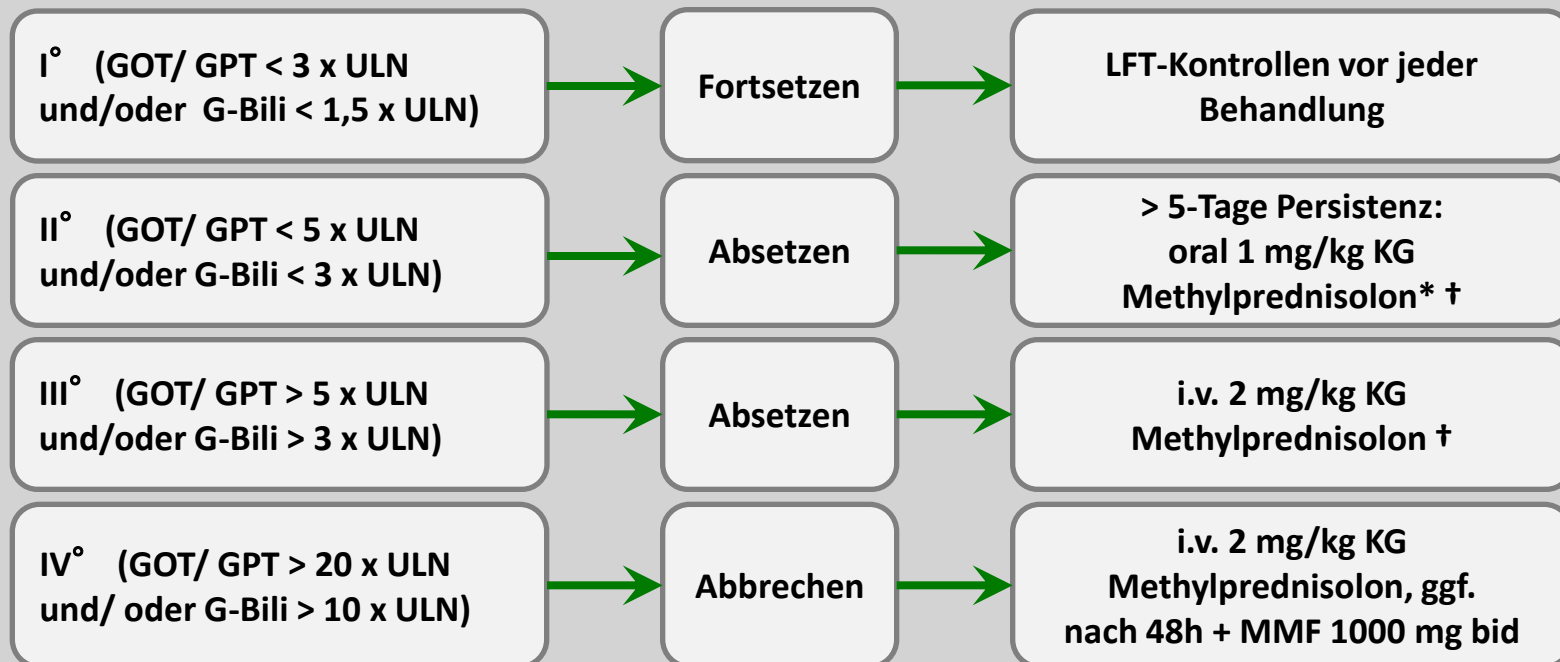 I° (GOT/ GPT < 3 x ULN
und/oder G-Bili < 1,5 x ULN)
Fortsetzen
LFT-Kontrollen vor jeder
Behandlung
II° (GOT/ GPT < 5 x ULN
und/oder G-Bili < 3 x ULN)
Absetzen
> 5-Tage Persistenz:
oral 1 mg/kg KG
Methylprednisolon* †
III° (GOT/ GPT > 5 x ULN
und/oder G-Bili > 3 x ULN)
Absetzen
i.v. 2 mg/kg KG
Methylprednisolon †
IV° (GOT/ GPT > 20 x ULN
und/ oder G-Bili > 10 x ULN)
Abbrechen
i.v. 2 mg/kg KG
Methylprednisolon, ggf.
nach 48h + MMF 1000 mg bid